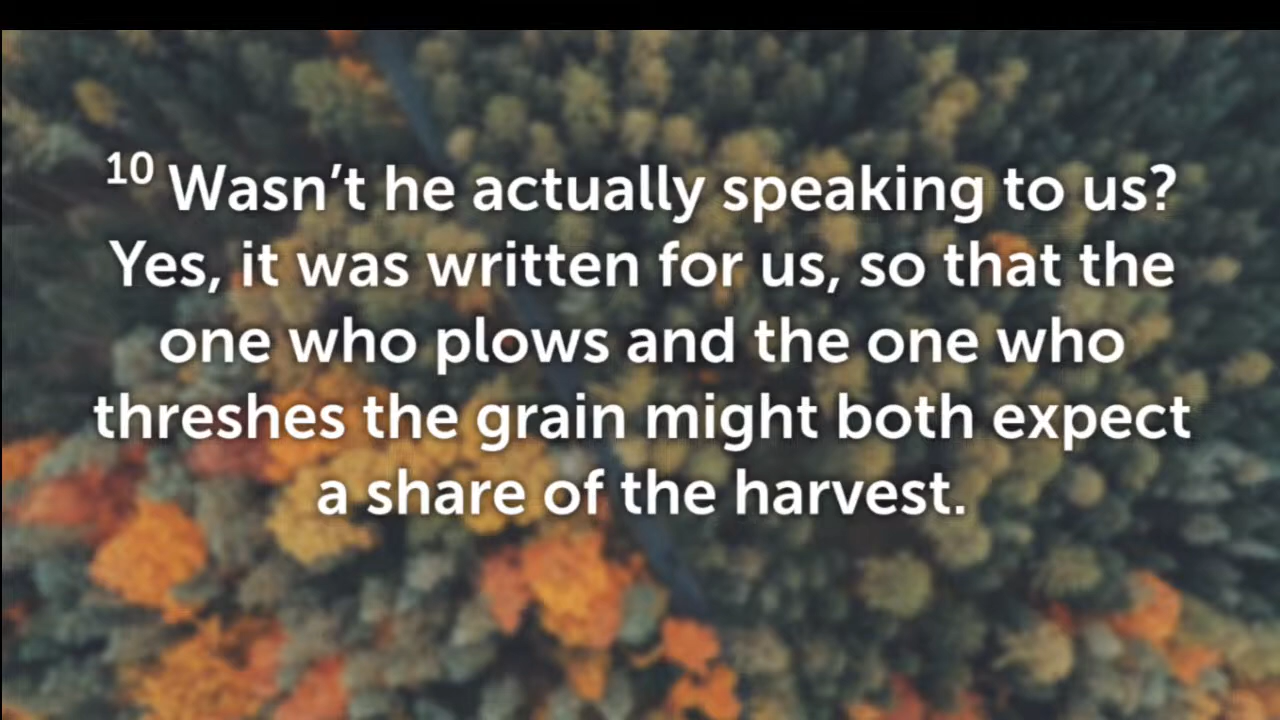 10 Wasn’t he actually speaking to us?
Yes, it was written for us, so that the
one who plows and the one who
threshes the grain might both expect
a share of the harvest.